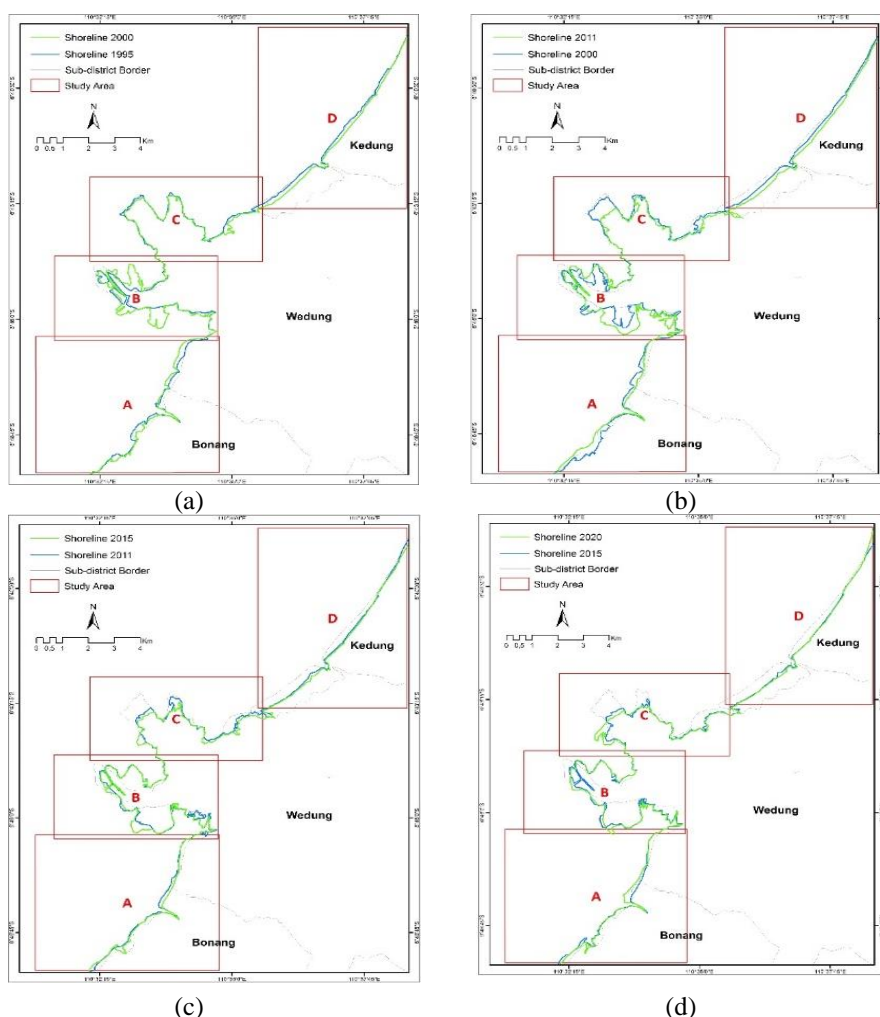 Shoreline 2000
Shoreline 1995
Sub-district Border
Study Area
N
0 0.5 1 2 3 4 Km
D
Kedung
C
B
Wedung
A
Bonang
(a)
Shoreline 2011
Shoreline 2000
Sub-district Border
Study Area
N
0 0.5 1 2 3 4 Km
D
Kedung
C
B
Wedung
A
Bonang
(b)
Shoreline 2015
Shoreline 2011
Sub-district Border
Study Area
N
0 0.5 1 2 3 4 Km
D
Kedung
C
B
Wedung
A
Bonang
(c)
Shoreline 2020
Shoreline 2015
Sub-district Border
Study Area
N
0 0.5 1 2 3 4 Km
D
Kedung
C
B
Wedung
A
Bonang
(d)